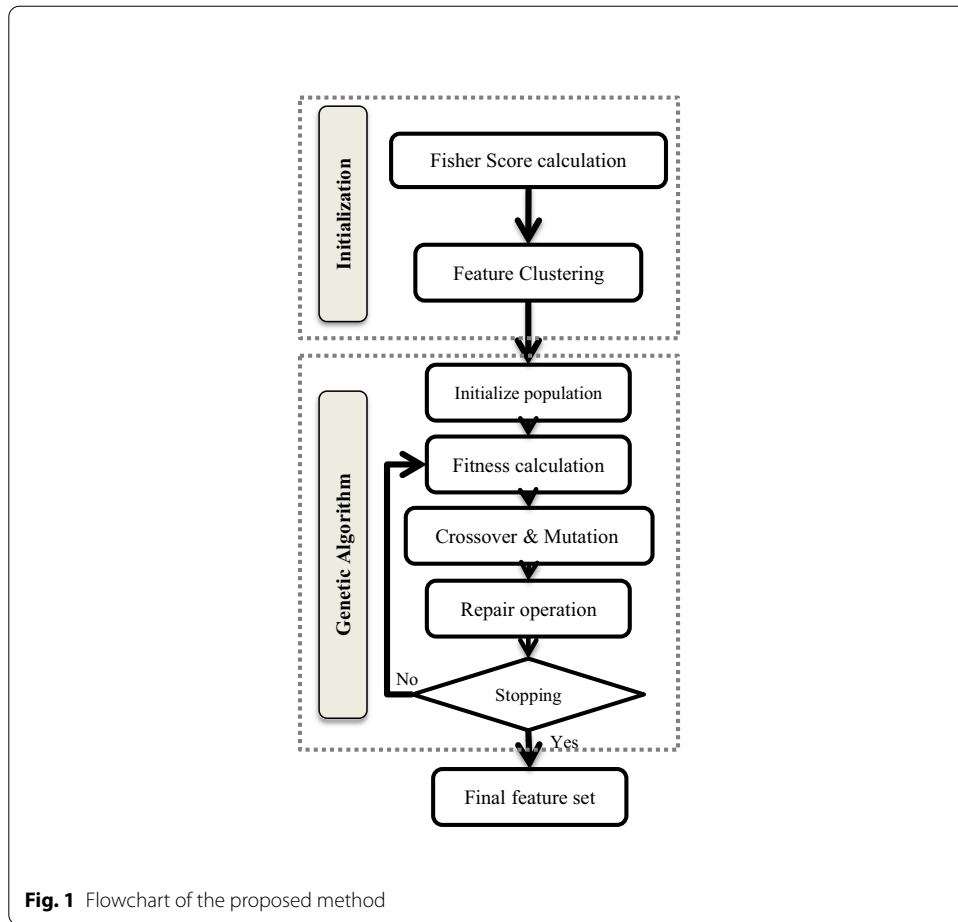 Initialization
Fisher Score calculation
Feature Clustering
Genetic Algorithm
Initialize population
Fitness calculation
Crossover & Mutation
Repair operation
No
Stopping
Yes
Final feature set
Fig. 1 Flowchart of the proposed method